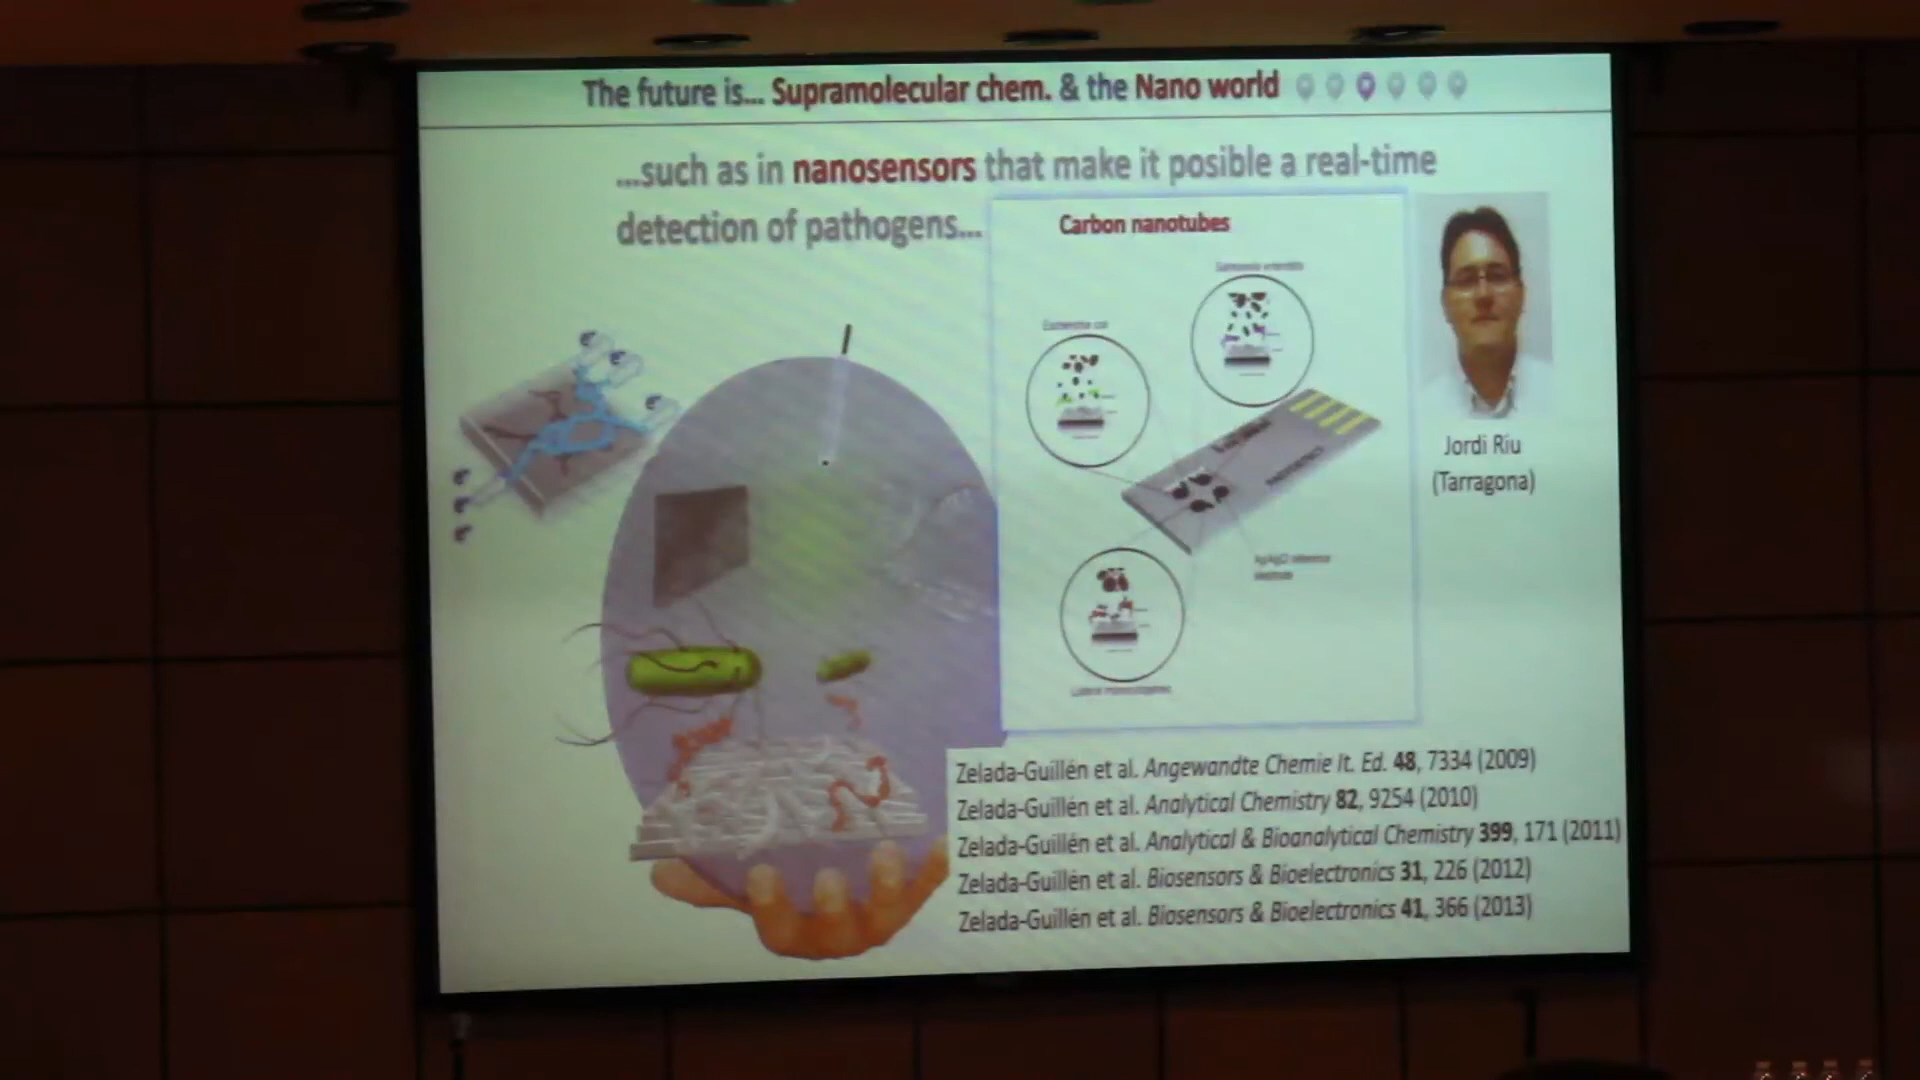 The future is... Supramolecular chem. & the Nano world
...such as in nanosensors that make it posible a real-time
detection of pathogens...
Carbon nanotubes
Jordi Riu
(Tarragona)
Zelada-Guillén et al. Angewandte Chemie It. Ed. 48, 7334 (2009)
Zelada-Guillén et al. Analytical Chemistry 82, 9254 (2010)
Zelada-Guillén et al. Analytical & Bioanalytical Chemistry 399, 171 (2011)
Zelada-Guillén et al. Biosensors & Bioelectronics 31, 226 (2012)
Zelada-Guillén et al. Biosensors & Bioelectronics 41, 366 (2013)